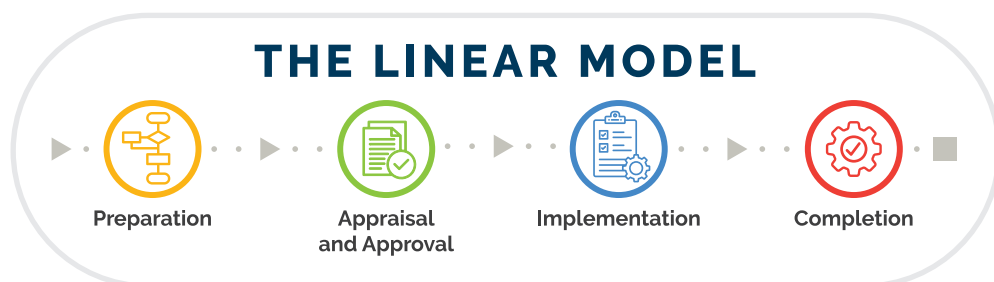 THE LINEAR MODEL
Preparation
Appraisal
and Approval
Implementation
Completion